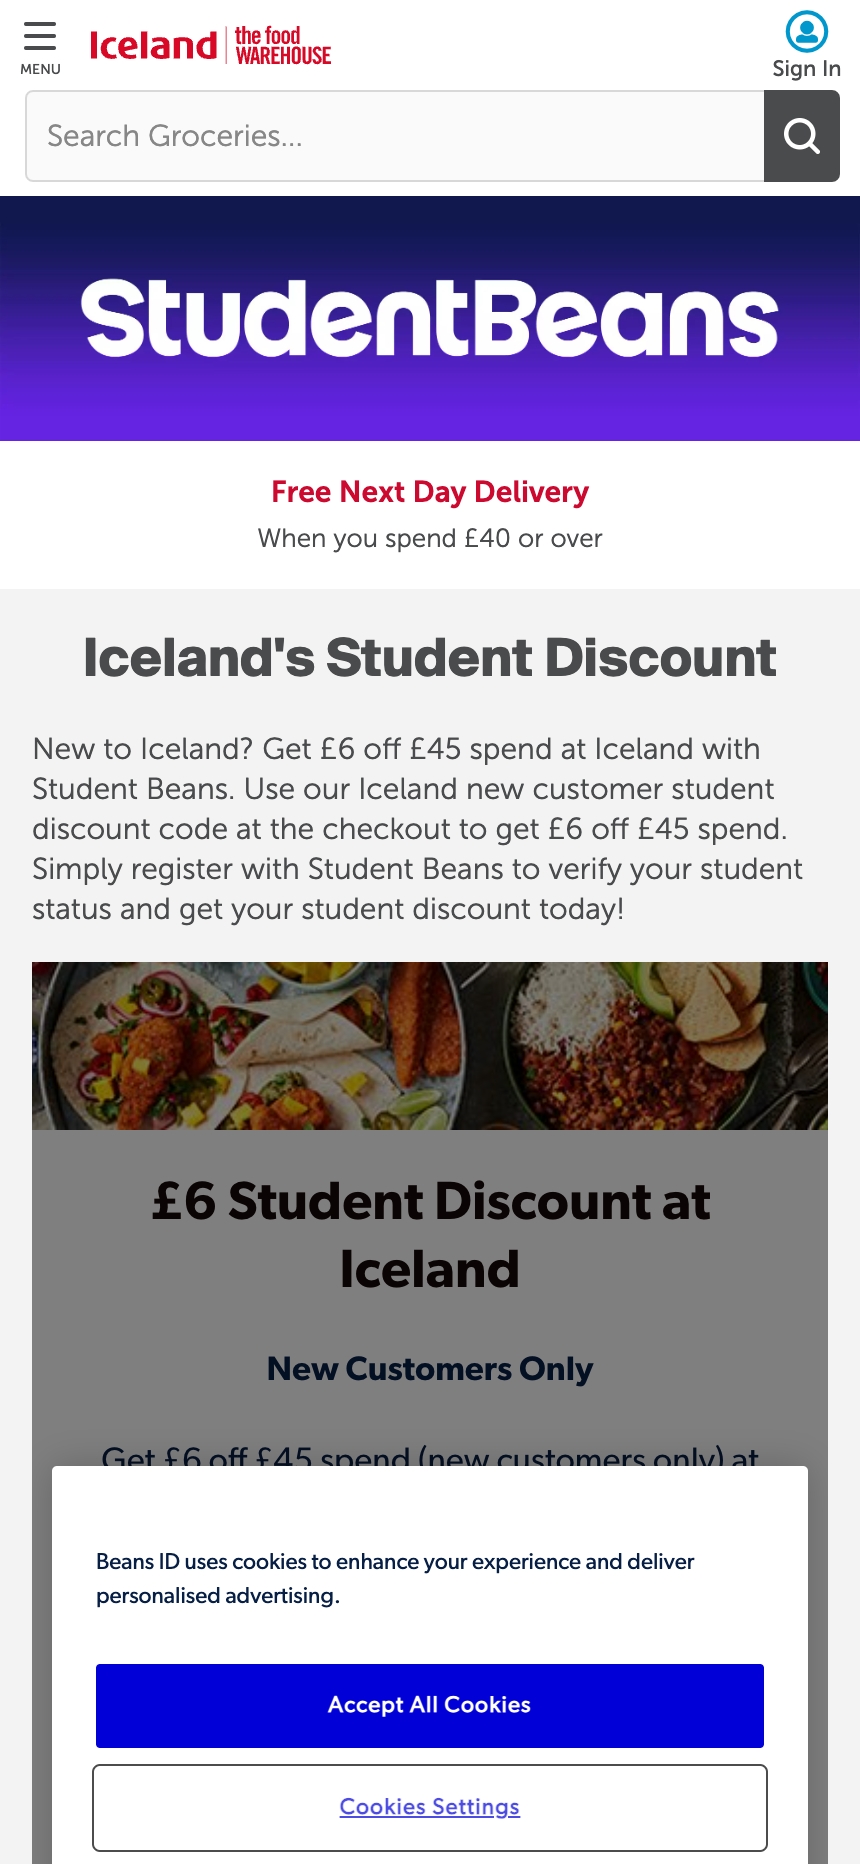 MENU
Iceland
the food
WAREHOUSE
Sign In
Search Groceries...
StudentBeans
Free Next Day Delivery
When you spend £40 or over
Iceland's Student Discount
New to Iceland? Get £6 off £45 spend at Iceland with
Student Beans. Use our Iceland new customer student
discount code at the checkout to get £6 off £45 spend.
Simply register with Student Beans to verify your student
status and get your student discount today!
£6 Student Discount at
Iceland
New Customers Only
Get £6 off £45 spend (new customers only) at
Beans ID uses cookies to enhance your experience and deliver
personalised advertising.
Accept All Cookies
Cookies Settings